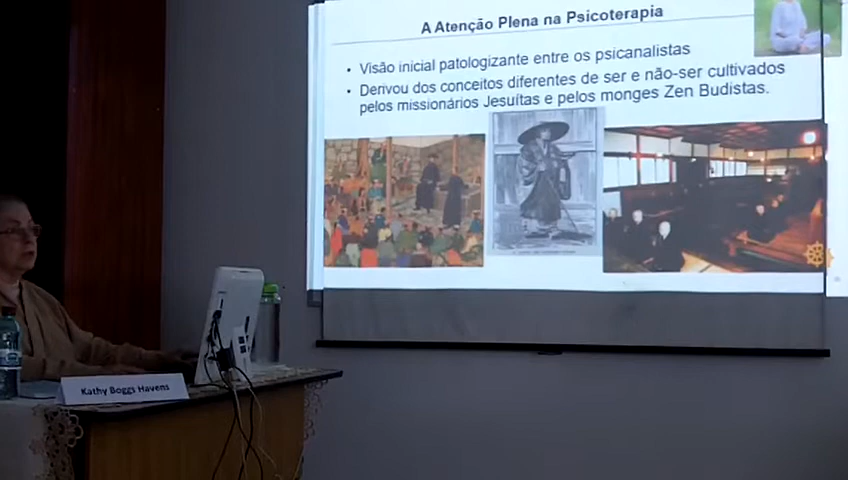 A Atenção Plena na Psicoterapia
• Visão inicial patologizante entre os psicanalistas
• Derivou dos conceitos diferentes de ser e não-ser cultivados
pelos missionários Jesuítas e pelos monges Zen Budistas.
Kathy Boggs Havens